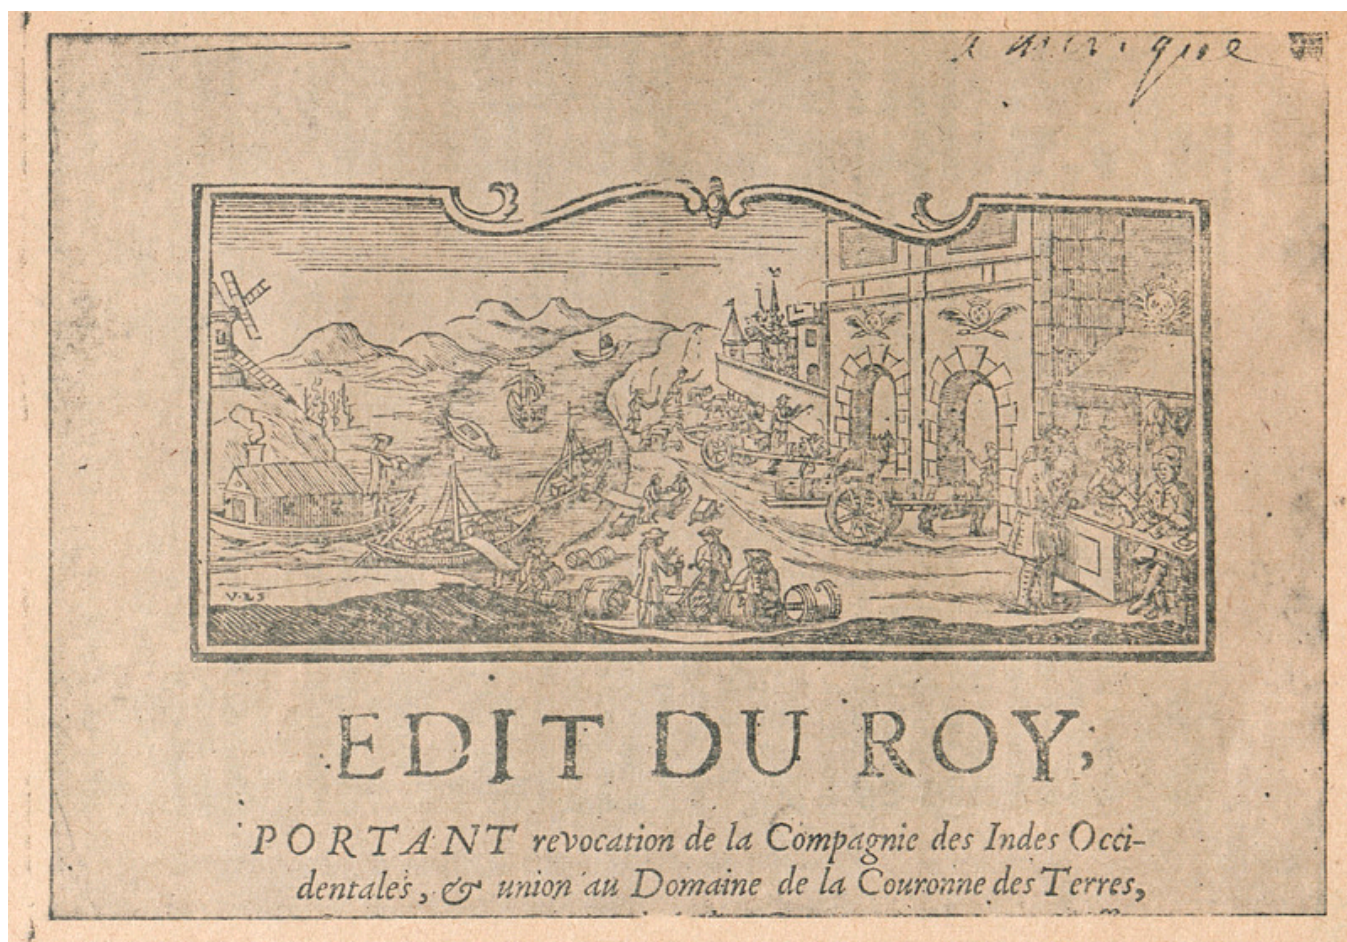 amerique
EDIT DU ROY;
PORTANT revocation de la Compagnie des Indes Occi-
dentales, & union au Domaine de la Couronne des Terres,